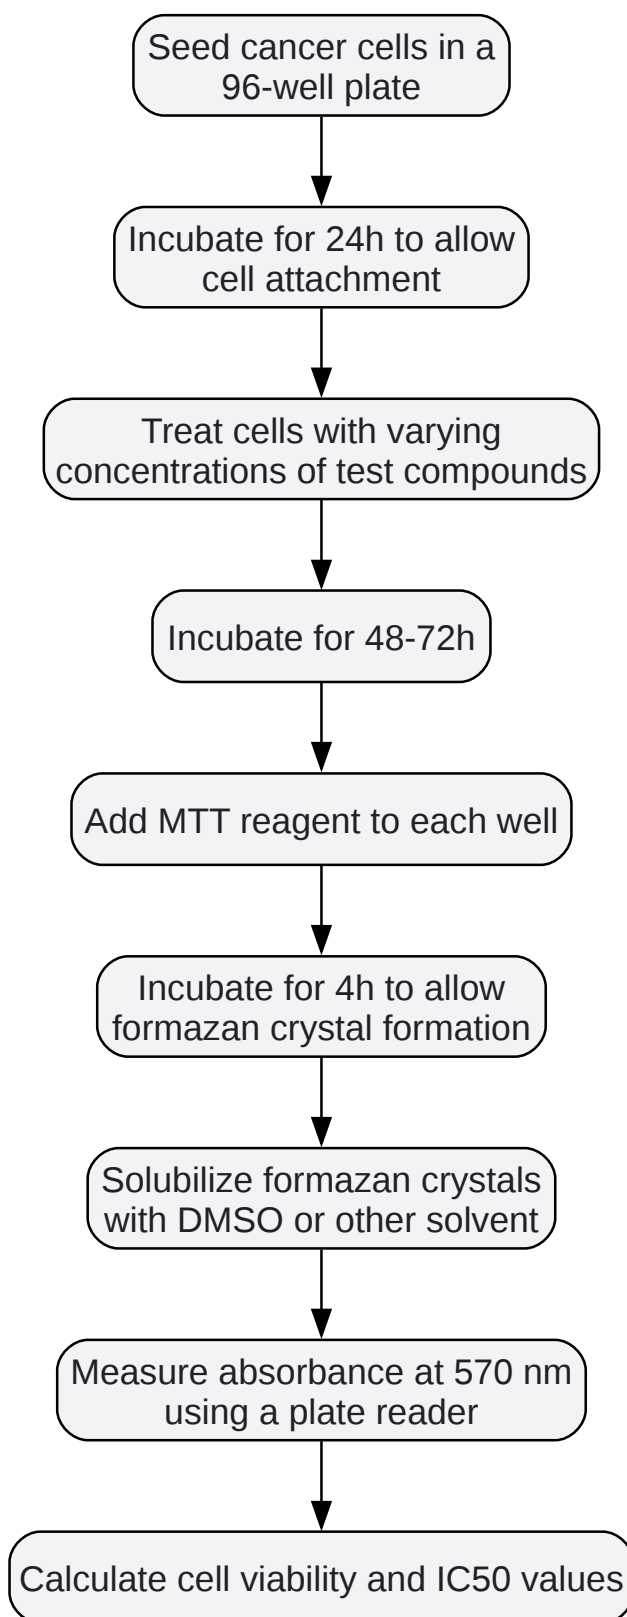 Seed cancer cells in a
96-well plate
Incubate for 24h to allow
cell attachment
Treat cells with varying
concentrations of test compounds
Incubate for 48-72h
Add MTT reagent to each well
Incubate for 4h to allow
formazan crystal formation
Solubilize formazan crystals
with DMSO or other solvent
Measure absorbance at 570 nm
using a plate reader
Calculate cell viability and IC50 values